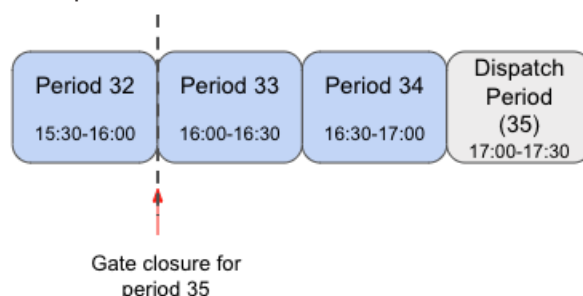 Period 32
15:30-16:00
Period 33
16:00-16:30
Period 34
16:30-17:00
Dispatch
Period
(35)
17:00-17:30
Gate closure for
period 35